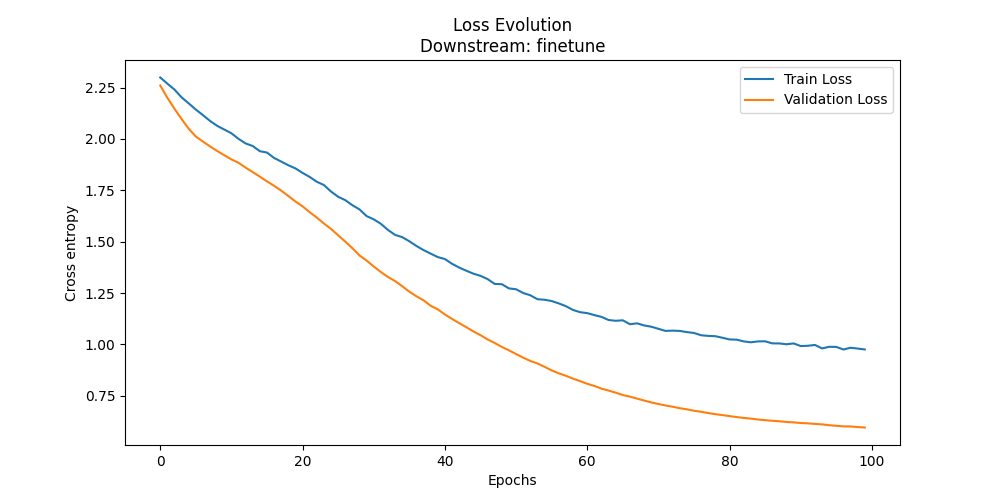 Loss Evolution
Downstream: finetune
Train Loss
Validation Loss
Cross entropy
2.25
2.00
1.75
1.50
1.25
1.00
0.75
0 20 40 60 80 100
Epochs